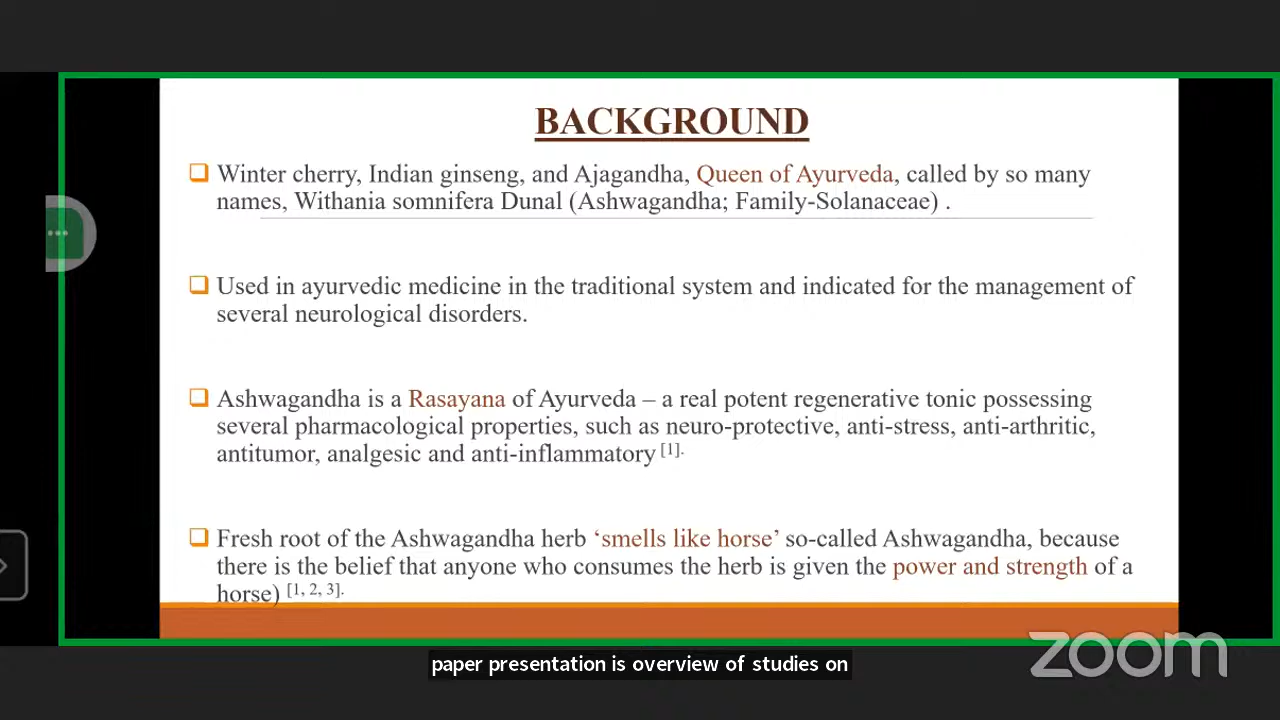 BACKGROUND
Winter cherry, Indian ginseng, and Ajagandha, Queen of Ayurveda, called by so many
names, Withania somnifera Dunal (Ashwagandha; Family-Solanaceae) .
Used in ayurvedic medicine in the traditional system and indicated for the management of
several neurological disorders.
Ashwagandha is a Rasayana of Ayurveda – a real potent regenerative tonic possessing
several pharmacological properties, such as neuro-protective, anti-stress, anti-arthritic,
antitumor, analgesic and anti-inflammatory [1].
Fresh root of the Ashwagandha herb ‘smells like horse’ so-called Ashwagandha, because
there is the belief that anyone who consumes the herb is given the power and strength of a
horse) [1, 2, 3].
zoom
paper presentation is overview of studies on